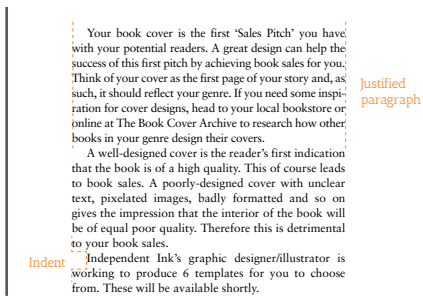 Your book cover is the first ‘Sales Pitch’ you have
with your potential readers. A great design can help the
success of this first pitch by achieving book sales for you.
Think of your cover as the first page of your story and, as
such, it should reflect your genre. If you need some inspi-
ration for cover designs, head to your local bookstore or
online at The Book Cover Archive to research how other
books in your genre design their covers.
Justified
paragraph
A well-designed cover is the reader’s first indication
that the book is of a high quality. This of course leads
to book sales. A poorly-designed cover with unclear
text, pixelated images, badly formatted and so on
gives the impression that the interior of the book will
be of equal poor quality. Therefore this is detrimental
to your book sales.
Indent
Independent Ink’s graphic designer/illustrator is
working to produce 6 templates for you to choose
from. These will be available shortly.